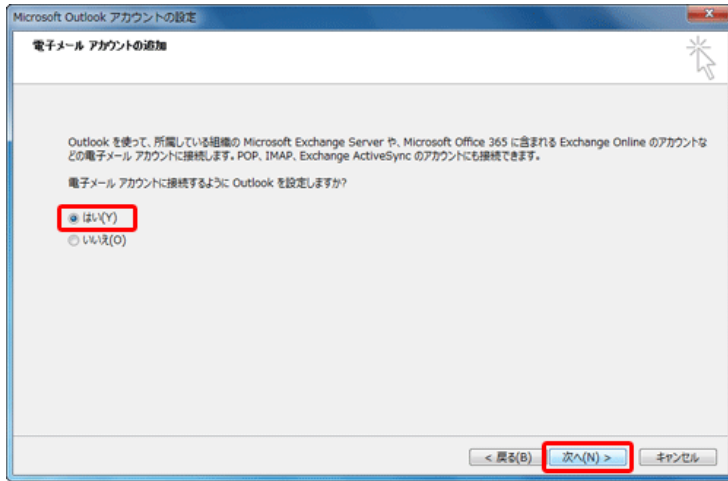 Microsoft Outlook アカウントの設定
電子メール アカウントの追加
Outlook を使って、所属している組織の Microsoft Exchange Server や、Microsoft Office 365 に含まれる Exchange Online のアカウントな
どの電子メール アカウントに接続します。POP、IMAP、Exchange ActiveSync のアカウントにも接続できます。
電子メール アカウントに接続するように Outlook を設定しますか?
はい(Y)
いいえ(O)
< 戻る(B) 次へ(N) > キャンセル